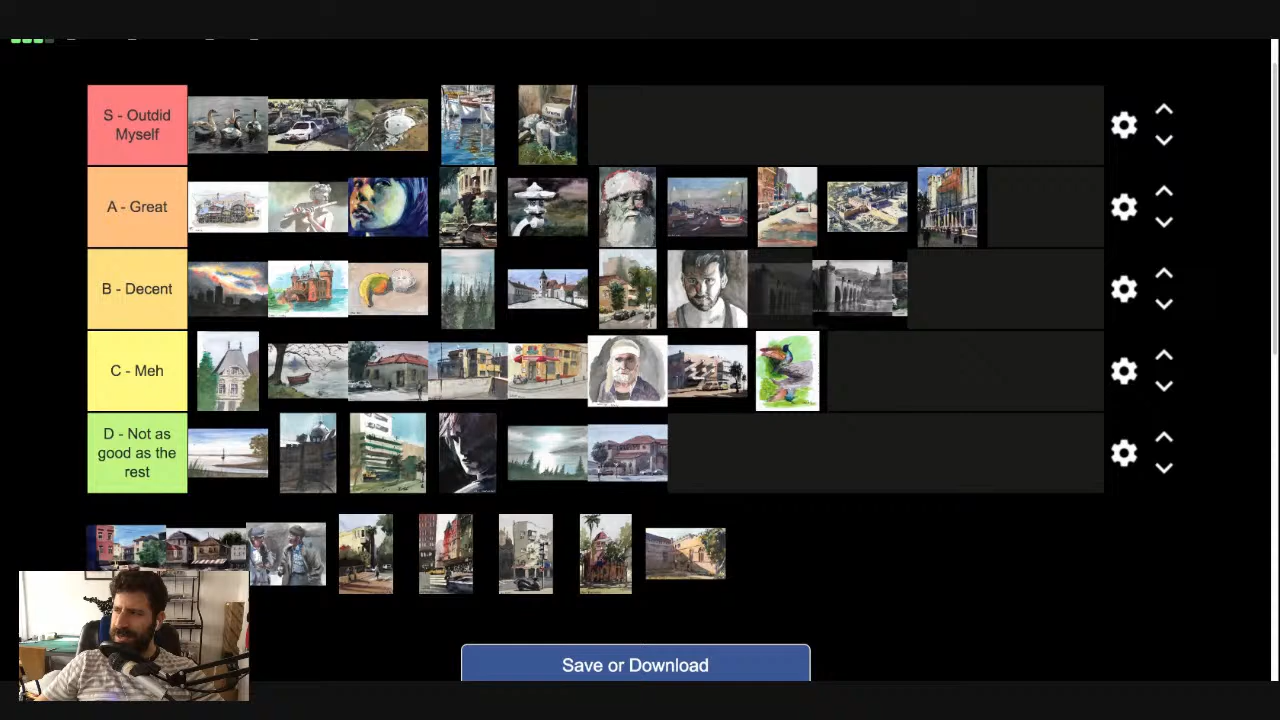 S - Outdid
Myself
A - Great
B - Decent
C - Meh
D - Not as
good as the
rest
Save or Download